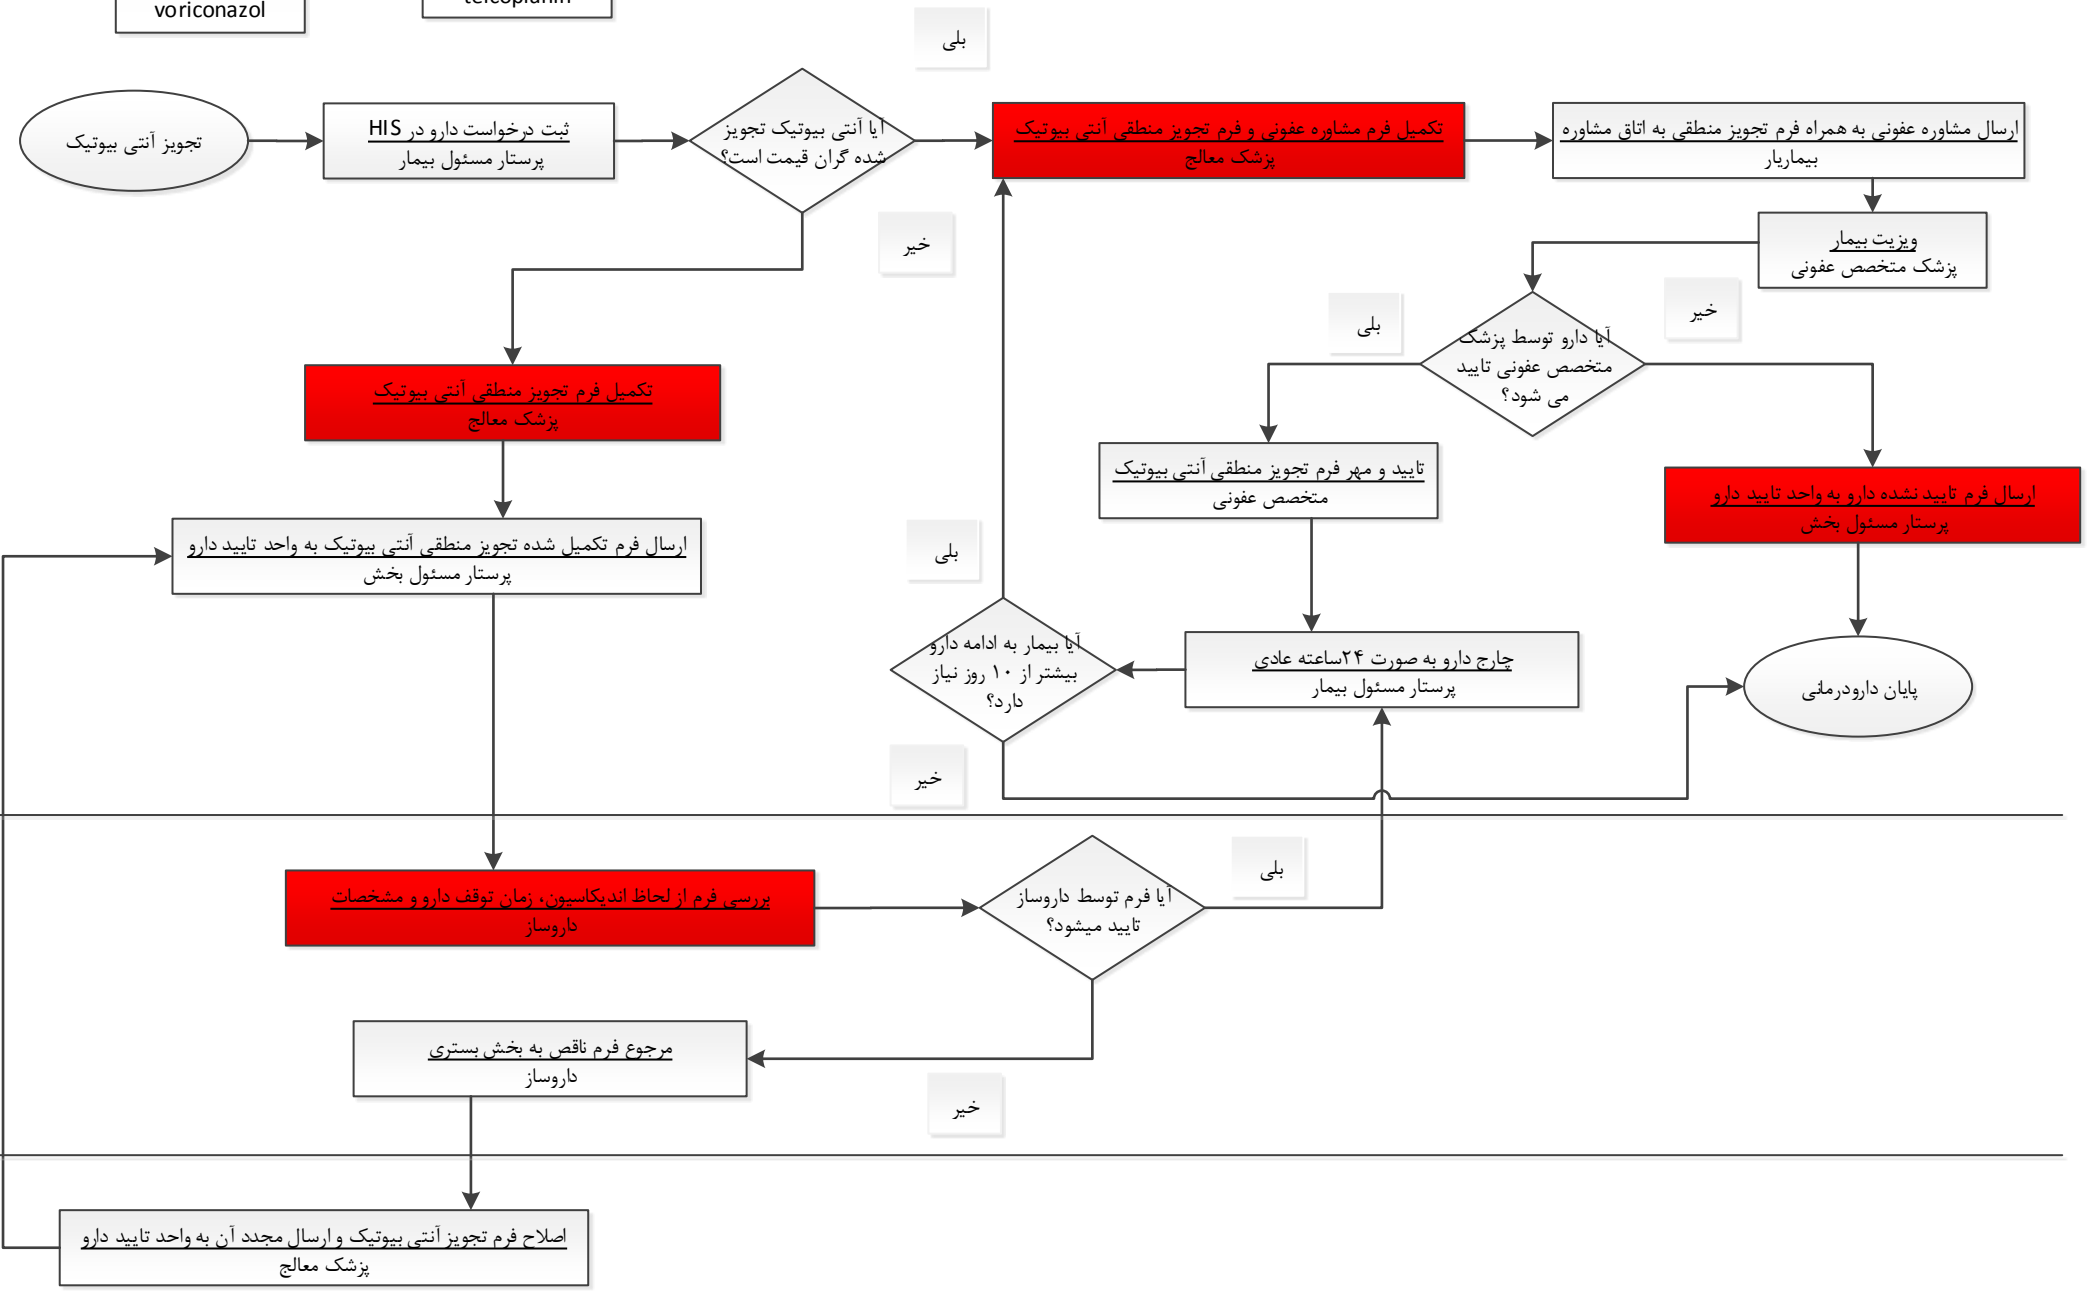 voriconazol
teicoplanin
بلی
تجویز آنتی بیوتیک
ثبت درخواست دارو در HIS
پرستار مسئول بیمار
آیا آنتی بیوتیک تجویز
شده گران قیمت است؟
تکمیل فرم مشاوره عفونی و فرم تجویز منطقی آنتی بیوتیک
پزشک معالج
ارسال مشاوره عفونی به همراه فرم تجویز منطقی به اتاق مشاوره
بیماریار
خیر
ویزیت بیمار
پزشک متخصص عفونی
بلی
خیر
آیا دارو توسط پزشک
متخصص عفونی تایید
می شود؟
تکمیل فرم تجویز منطقی آنتی بیوتیک
پزشک معالج
تایید و مهر فرم تجویز منطقی آنتی بیوتیک
متخصص عفونی
ارسال فرم تایید نشده دارو به واحد تایید دارو
پرستار مسئول بخش
ارسال فرم تکمیل شده تجویز منطقی آنتی بیوتیک به واحد تایید دارو
پرستار مسئول بخش
بلی
آیا بیمار به ادامه دارو
بیشتر از ۱۰ روز نیاز
دارد؟
چارج دارو به صورت ۲۴ساعته عادی
پرستار مسئول بیمار
پایان دارودرمانی
خیر
بررسی فرم از لحاظ اندیکاسیون، زمان توقف دارو و مشخصات
داروساز
آیا فرم توسط داروساز
تایید میشود؟
بلی
مرجوع فرم ناقص به بخش بستری
داروساز
خیر
اصلاح فرم تجویز آنتی بیوتیک و ارسال مجدد آن به واحد تایید دارو
پزشک معالج